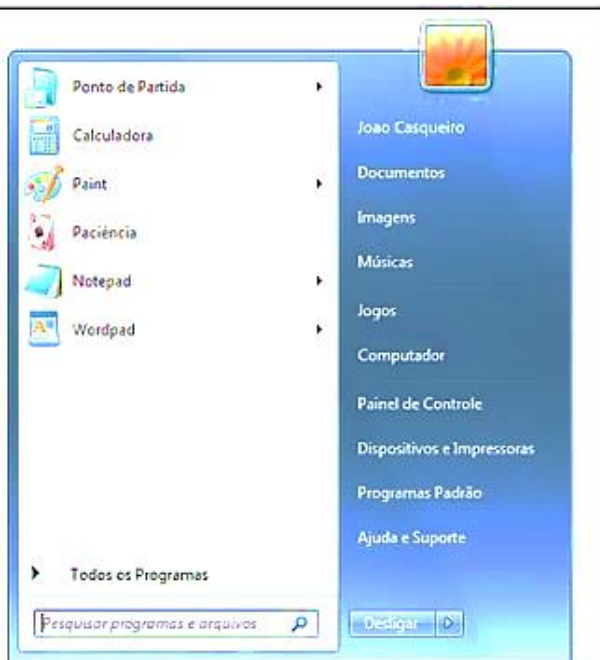 Ponto de Partida
Calculadora
Paint
Paciência
Notepad
Wordpad
Todos os Programas
Pesquisar programas e arquivos
Joao Casqueiro
Documentos
Imagens
Músicas
Jogos
Computador
Painel de Controle
Dispositivos e Impressoras
Programas Padrão
Ajuda e Suporte
Desligar